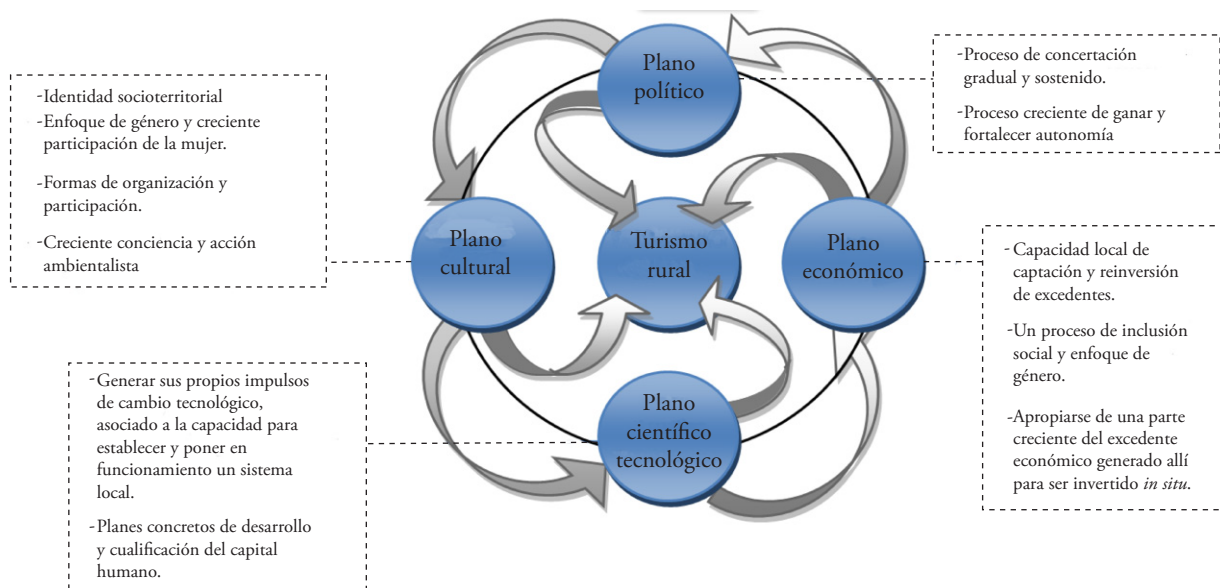 Plano
político
-Proceso de concertación
gradual y sostenido.
-Proceso creciente de ganar y
fortalecer autonomía
-Identidad socioterritorial
-Enfoque de género y creciente
participación de la mujer.
-Formas de organización y
participación.
-Creciente conciencia y acción
ambientalista
Plano
cultural
Turismo
rural
Plano
económico
- Capacidad local de
captación y reinversión
de excedentes.
- Un proceso de inclusión
social y enfoque de
género.
-Apropiarse de una parte
creciente del excedente
económico generado allí
para ser invertido in situ.
-Generar sus propios impulsos
de cambio tecnológico,
asociado a la capacidad para
establecer y poner en
funcionamiento un sistema
local.
-Planes concretos de desarrollo
y cualificación del capital
humano.
Plano
científico
tecnológico